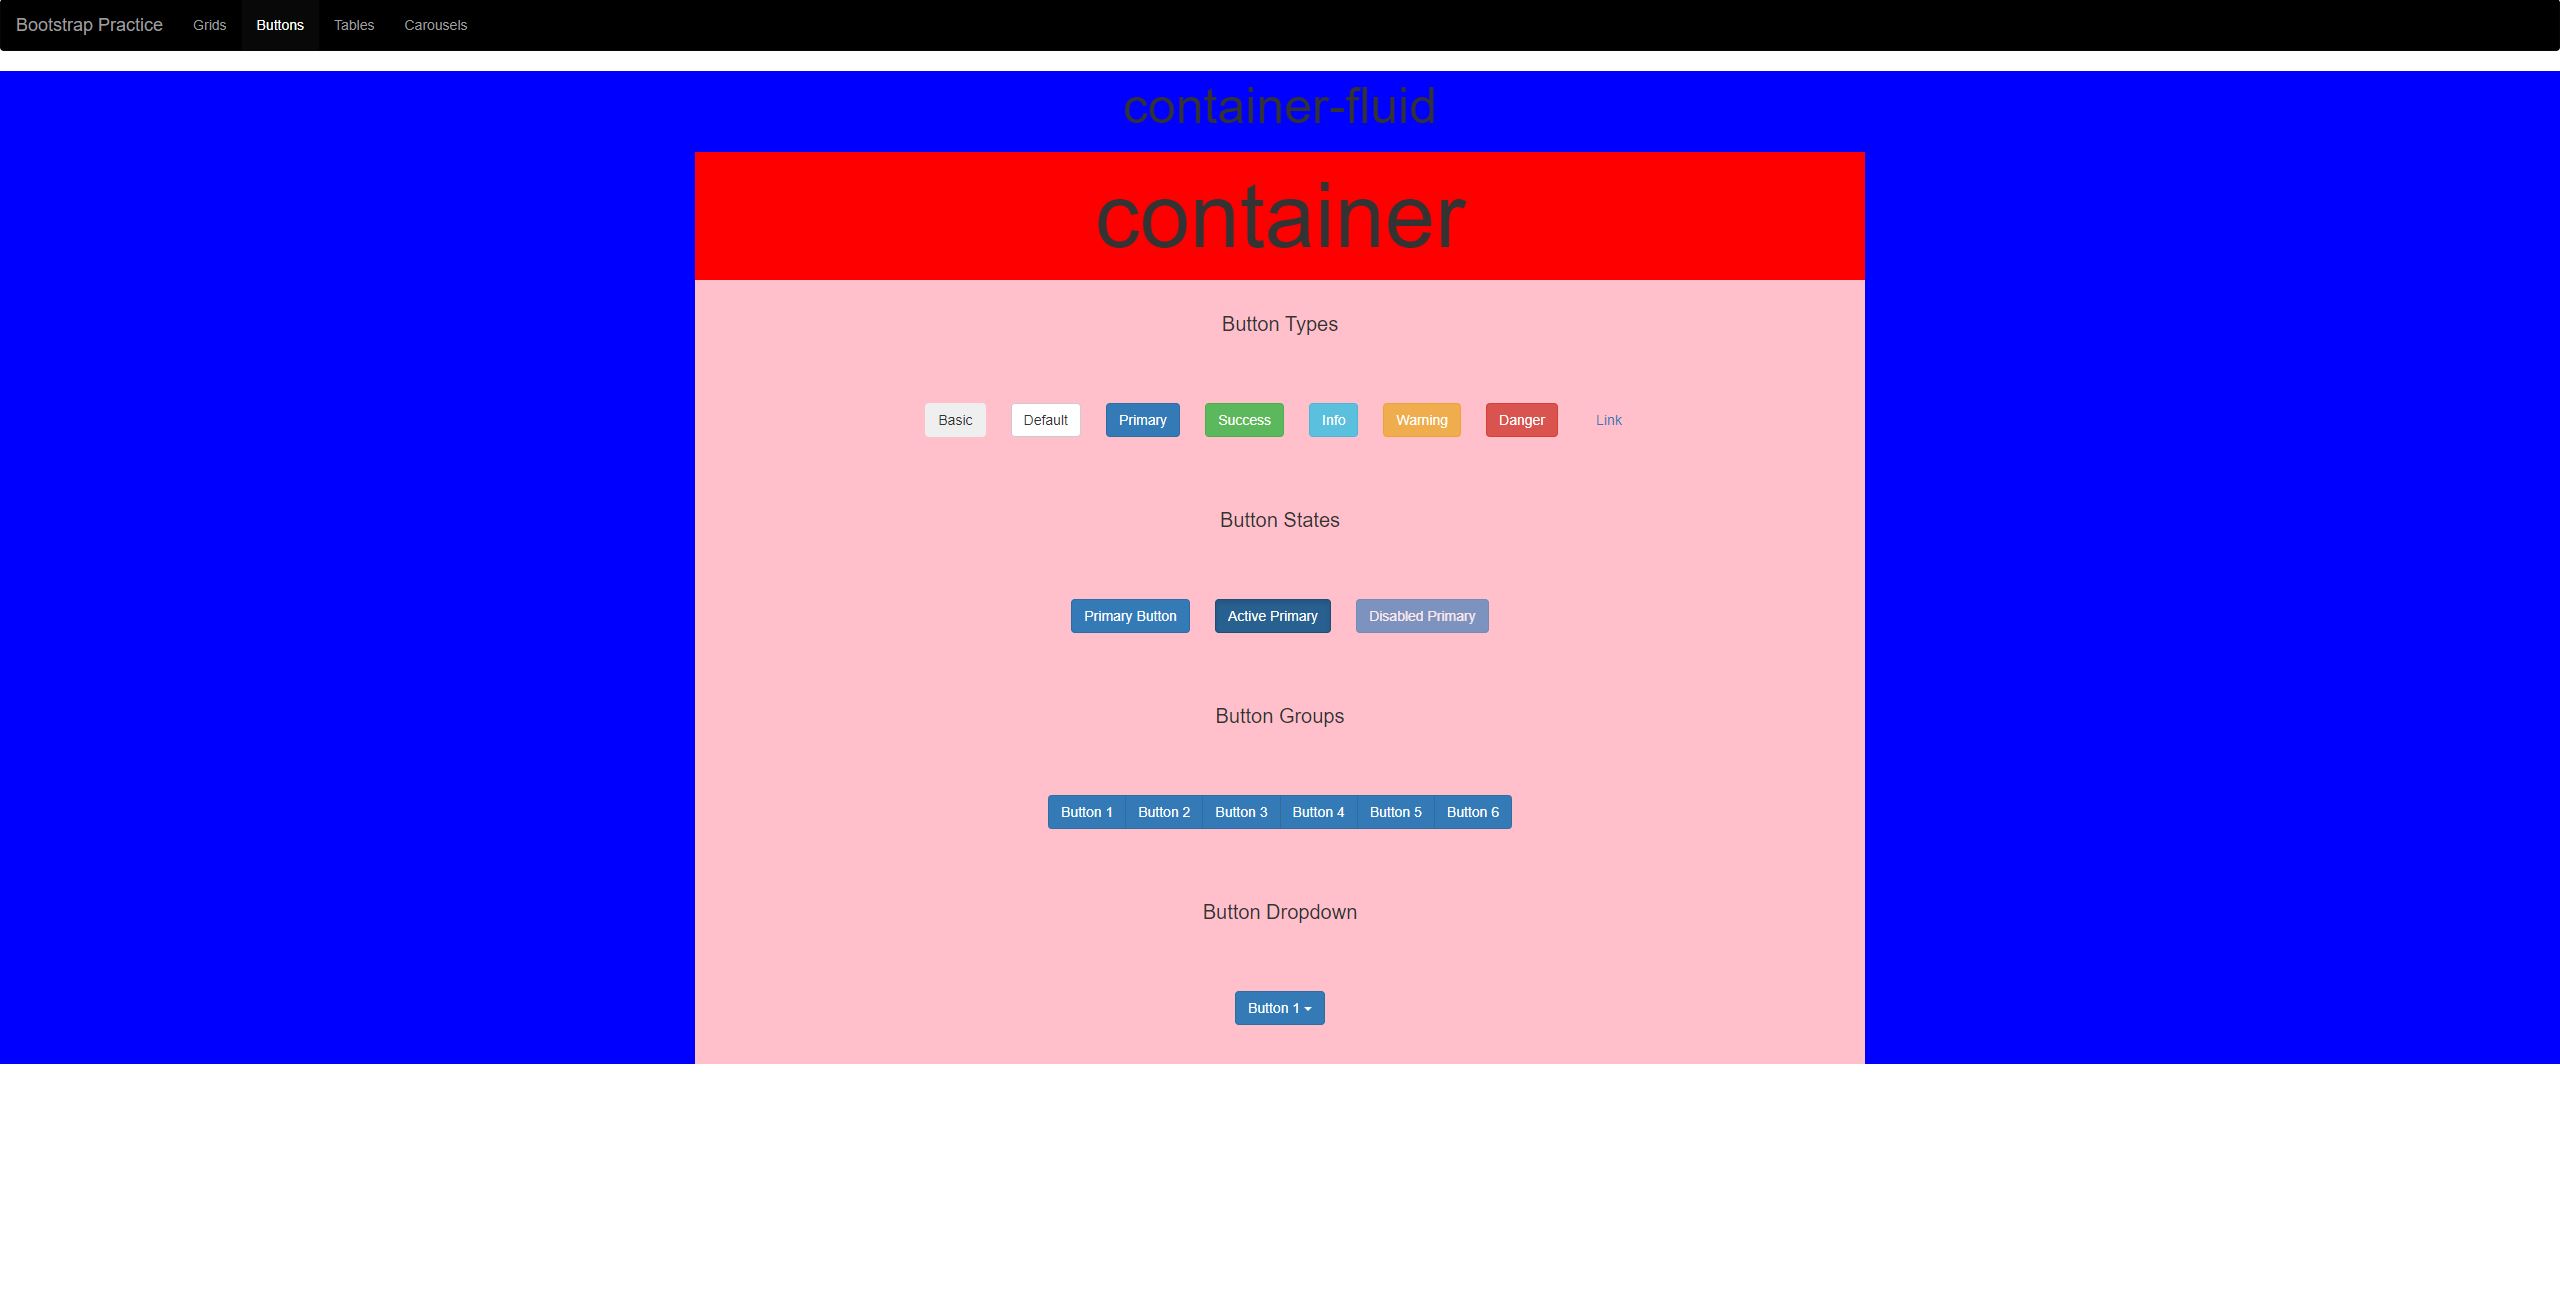 Bootstrap Practice Grids Buttons Tables Carousels
container-fluid
container
Button Types
Basic Default Primary Success Info Warning Danger Link
Button States
Primary Button Active Primary Disabled Primary
Button Groups
Button 1 Button 2 Button 3 Button 4 Button 5 Button 6
Button Dropdown
Button 1